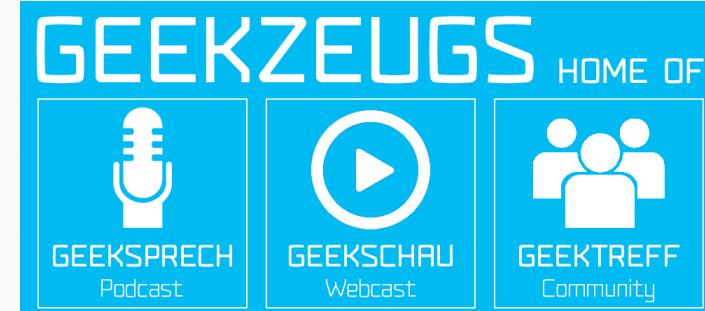 GEEKZEUGS HOME OF
GEEKSPRECH
Podcast
GEEKSCHAU
Webcast
GEEKTREFF
Community